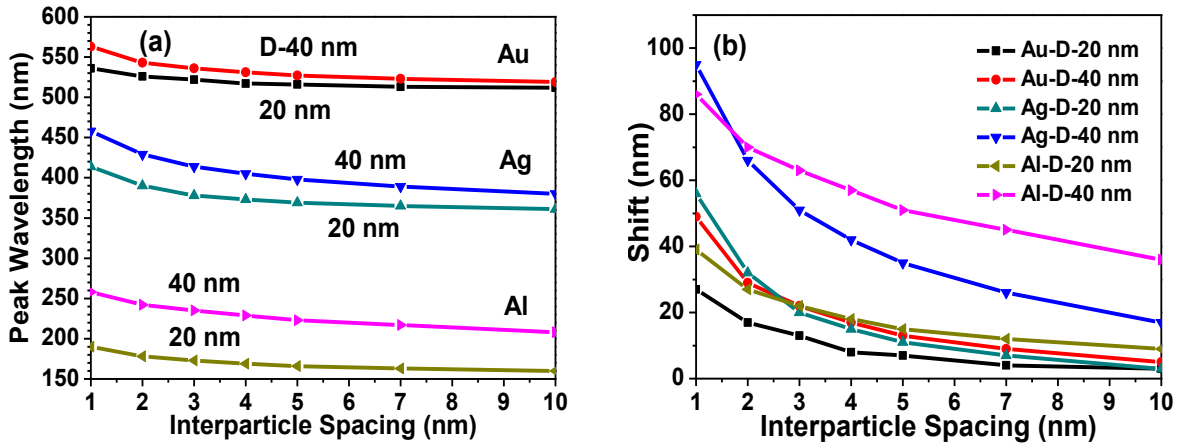 600
550
500
450
400
350
300
250
200
150
Peak Wavelength (nm)
(a)
D-40 nm
Au
20 nm
40 nm
Ag
20 nm
40 nm
Al
20 nm
1 2 3 4 5 6 7 8 9 10
Interparticle Spacing (nm)
100
80
60
40
20
0
Shift (nm)
(b)
Au-D-20 nm
Au-D-40 nm
Ag-D-20 nm
Ag-D-40 nm
Al-D-20 nm
Al-D-40 nm
1 2 3 4 5 6 7 8 9 10
Interparticle Spacing (nm)